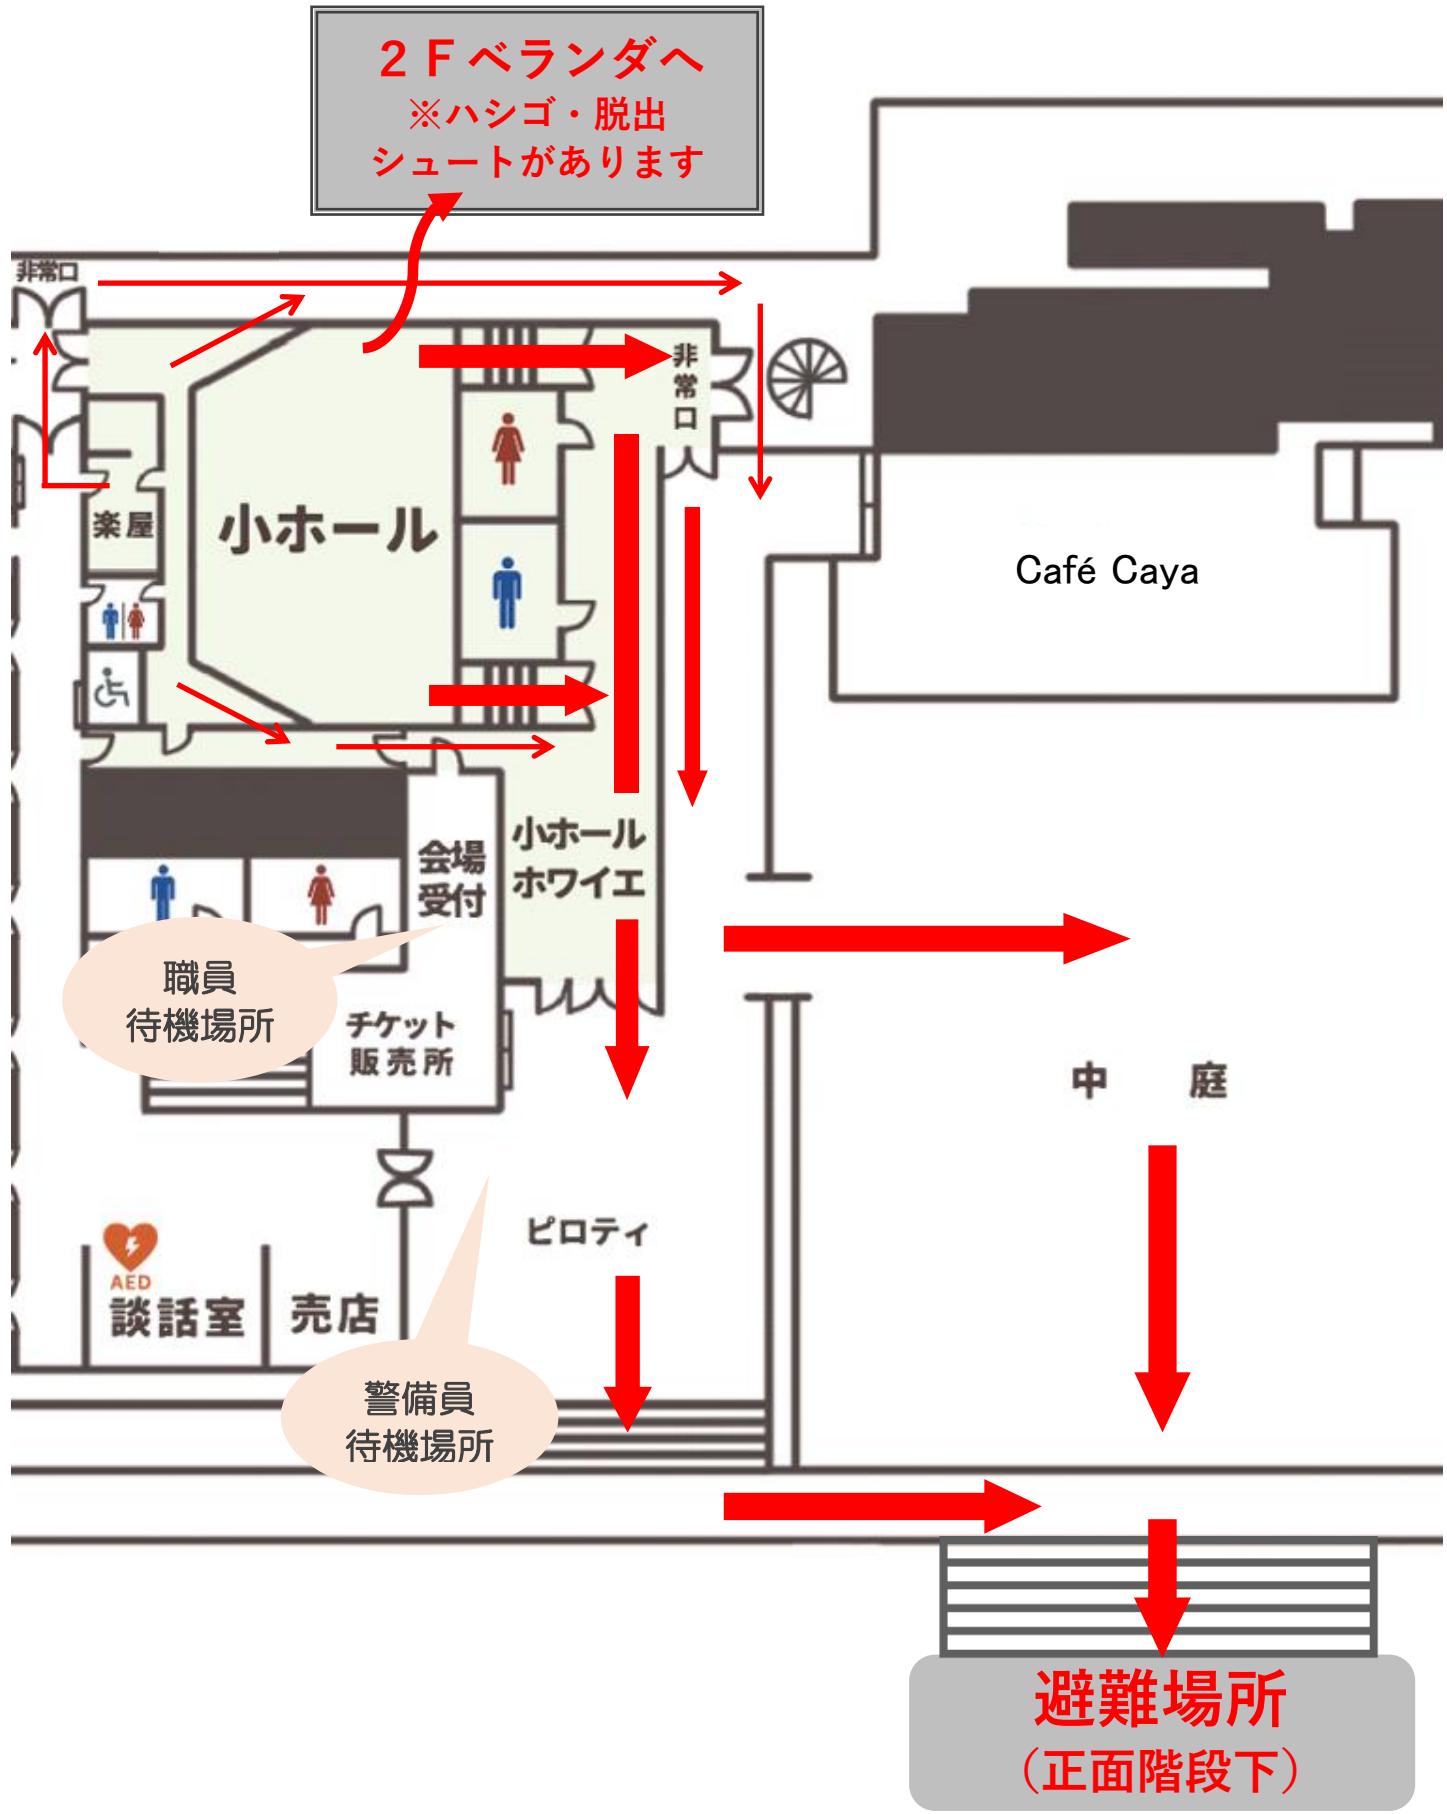 ２Ｆベランダへ
※ハシゴ・脱出
シュートがあります
非常口
非
常
口
楽屋
小ホール
Café Caya
会場
受付
小ホール
ホワイエ
職員
待機場所
チケット
販売所
中　庭
ピロティ
AED
談話室
売店
警備員
待機場所
避難場所
（正面階段下）